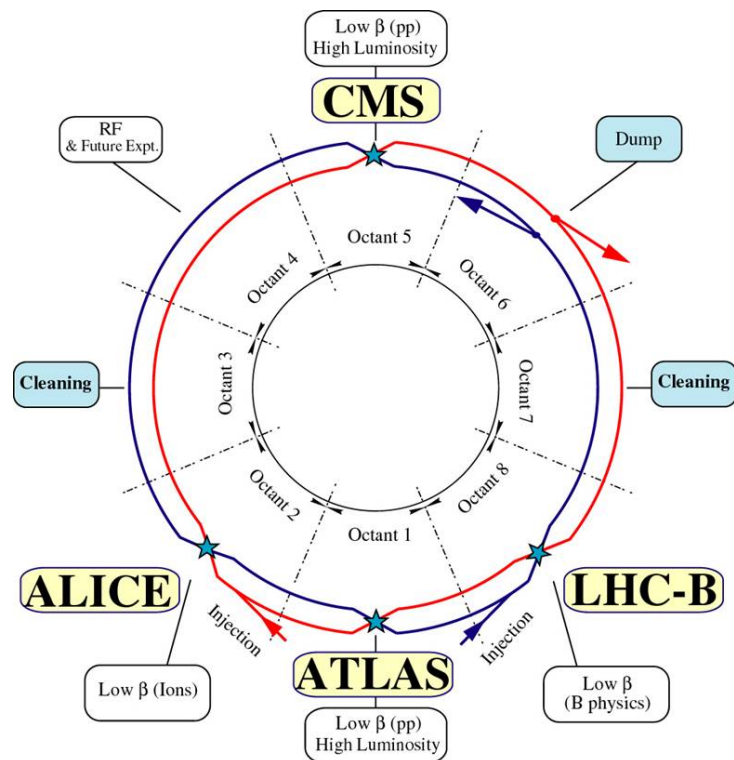 Low β (pp)
High Luminosity
CMS
RF
& Future Expt.
Dump
Octant 5
Octant 4
Octant 6
Cleaning
Octant 3
Octant 7
Cleaning
Octant 2
Octant 8
Octant 1
ALICE
LHC-B
Injection
Injection
ATLAS
Low β (Ions)
Low β
(B physics)
Low β (pp)
High Luminosity